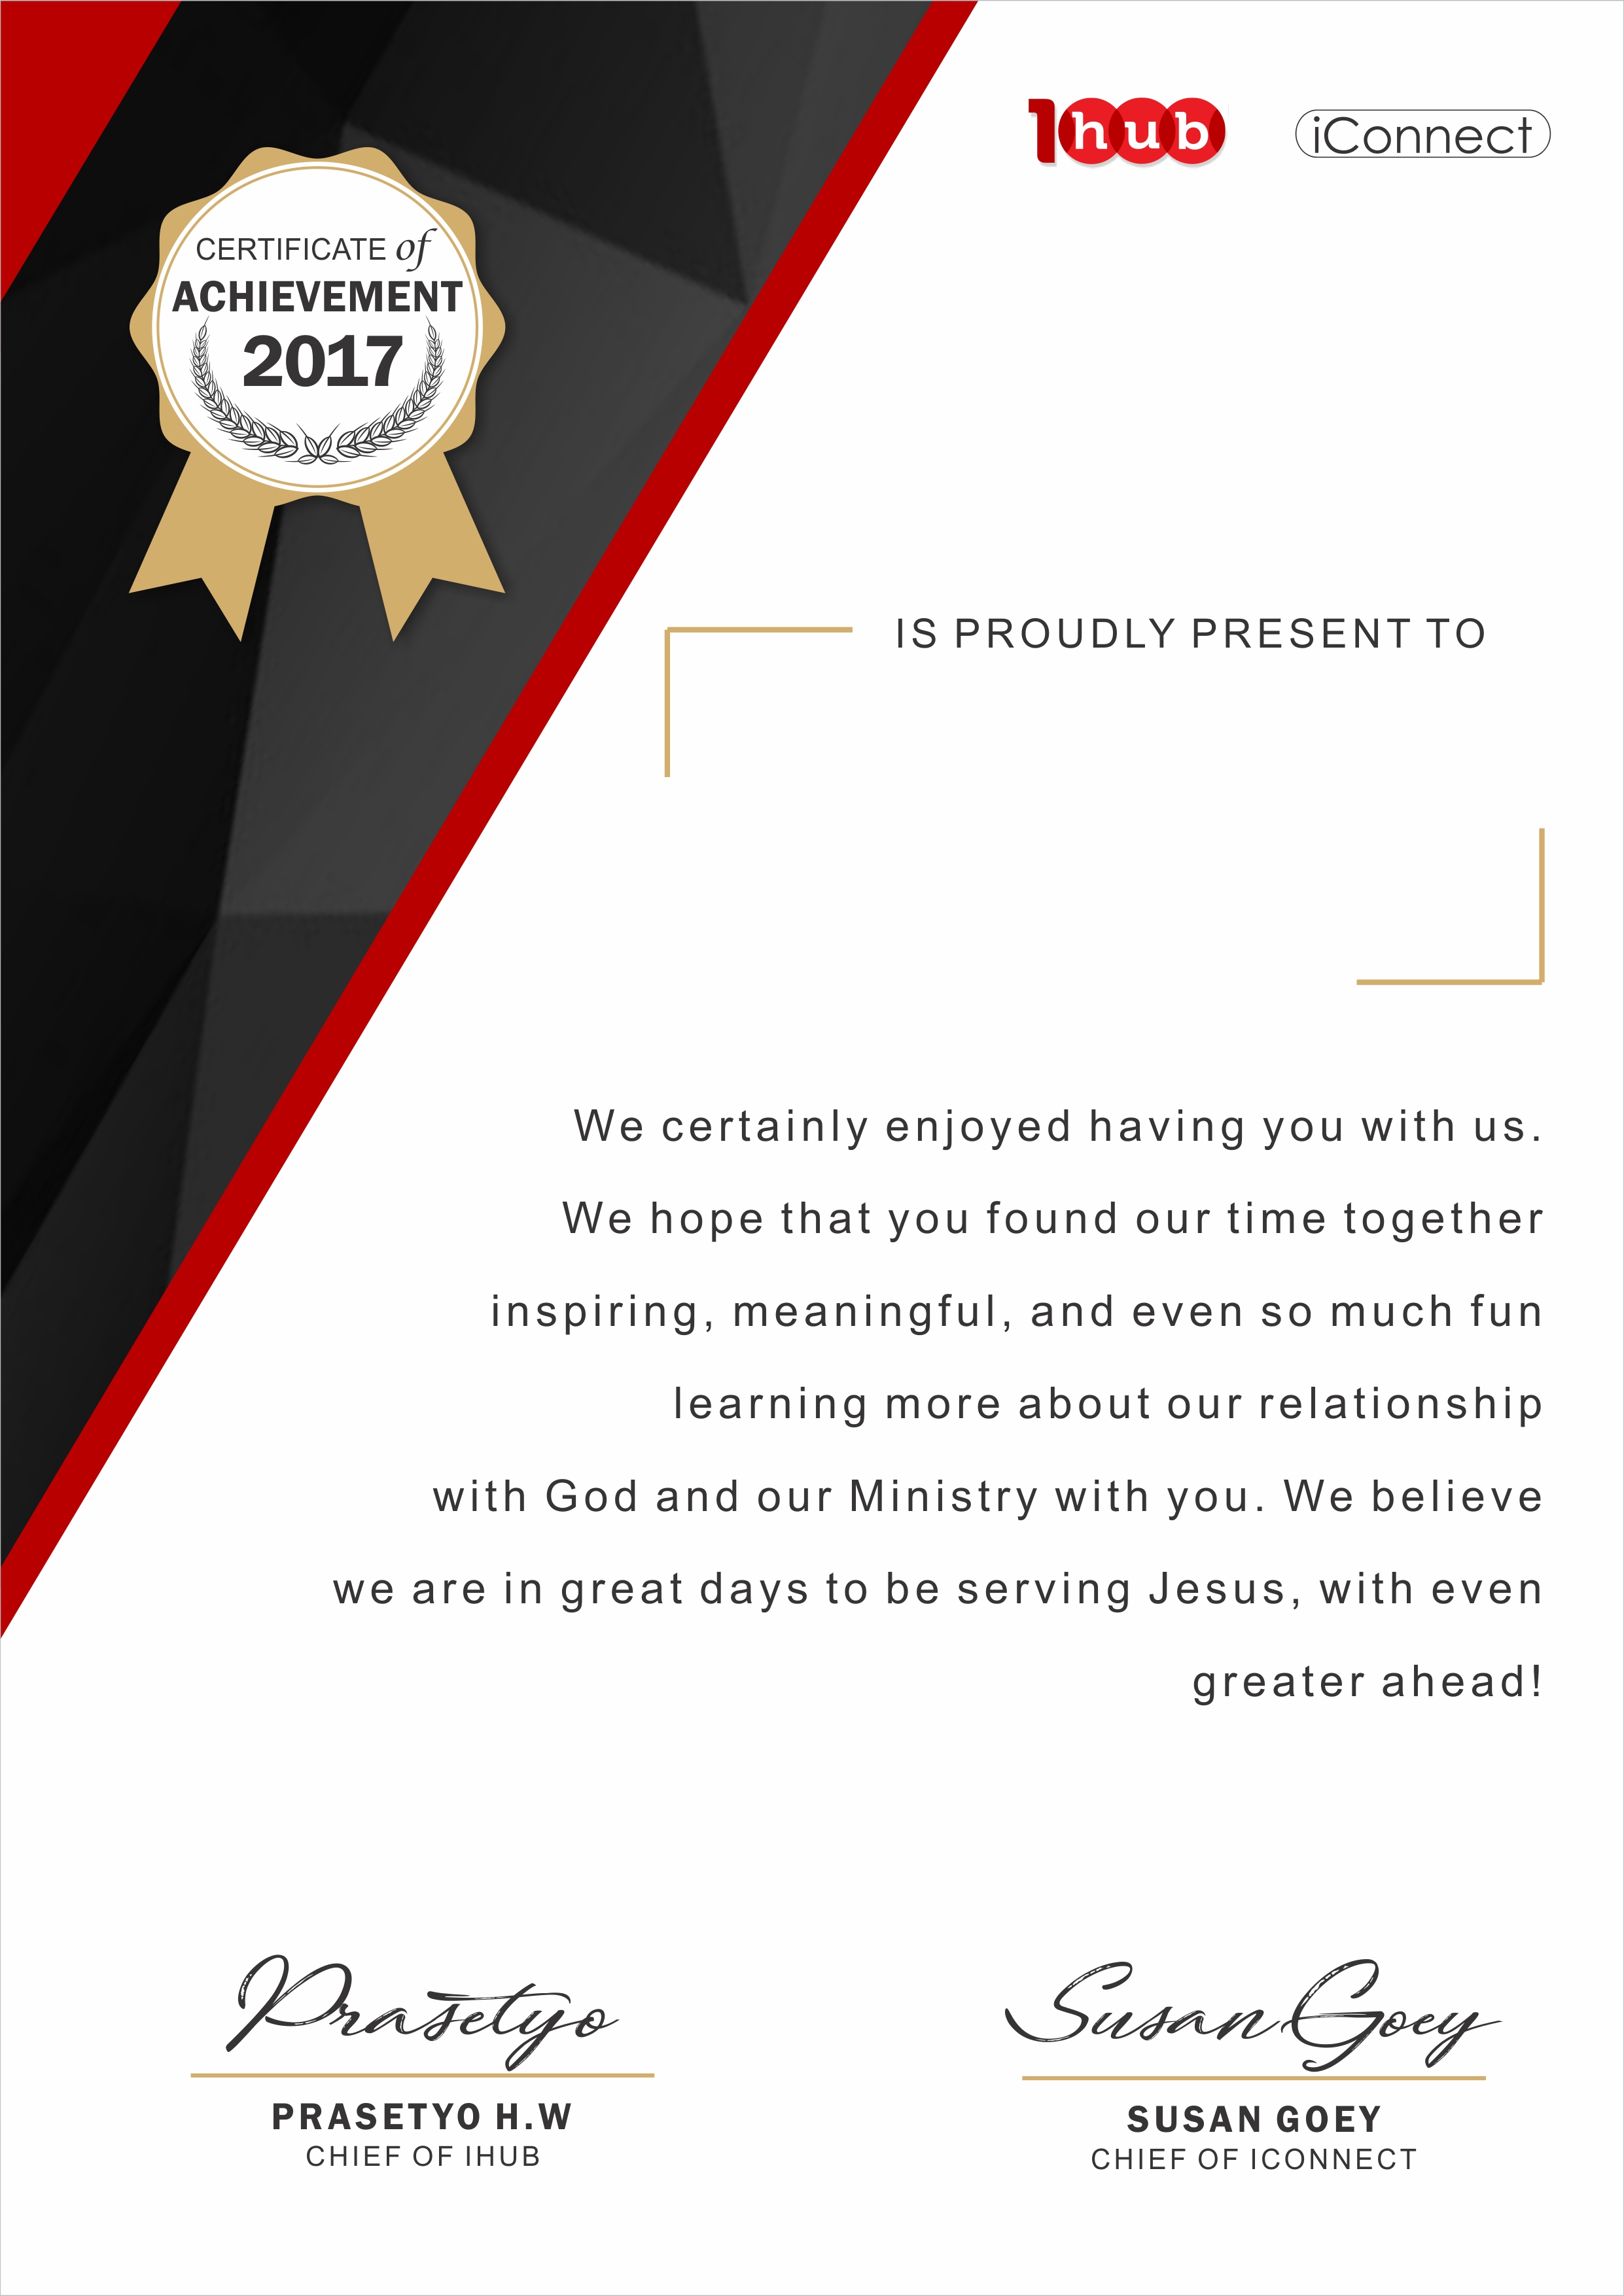 1hub
iConnect
CERTIFICATE of
ACHIEVEMENT
2017
IS PROUDLY PRESENT TO
We certainly enjoyed having you with us.
We hope that you found our time together
inspiring, meaningful, and even so much fun
learning more about our relationship
with God and our Ministry with you. We believe
we are in great days to be serving Jesus, with even
greater ahead!
Prasetyo
PRASETYO H.W
CHIEF OF IHUB
Susan Goey
SUSAN GOEY
CHIEF OF ICONNECT